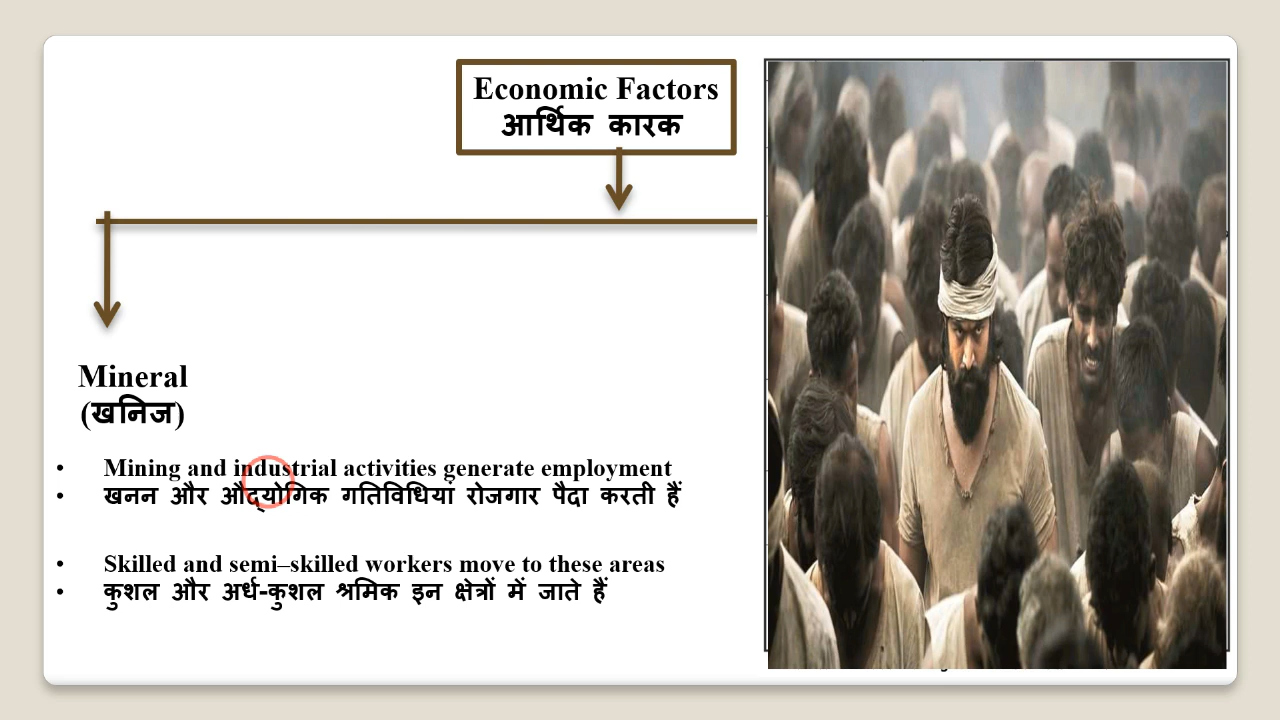 Economic Factors
आर्थिक कारक
Mineral
(खनिज)
• Mining and industrial activities generate employment
• खनन और औद्योगिक गतिविधियां रोजगार पैदा करती हैं
• Skilled and semi–skilled workers move to these areas
• कुशल और अर्ध-कुशल श्रमिक इन क्षेत्रों में जाते हैं